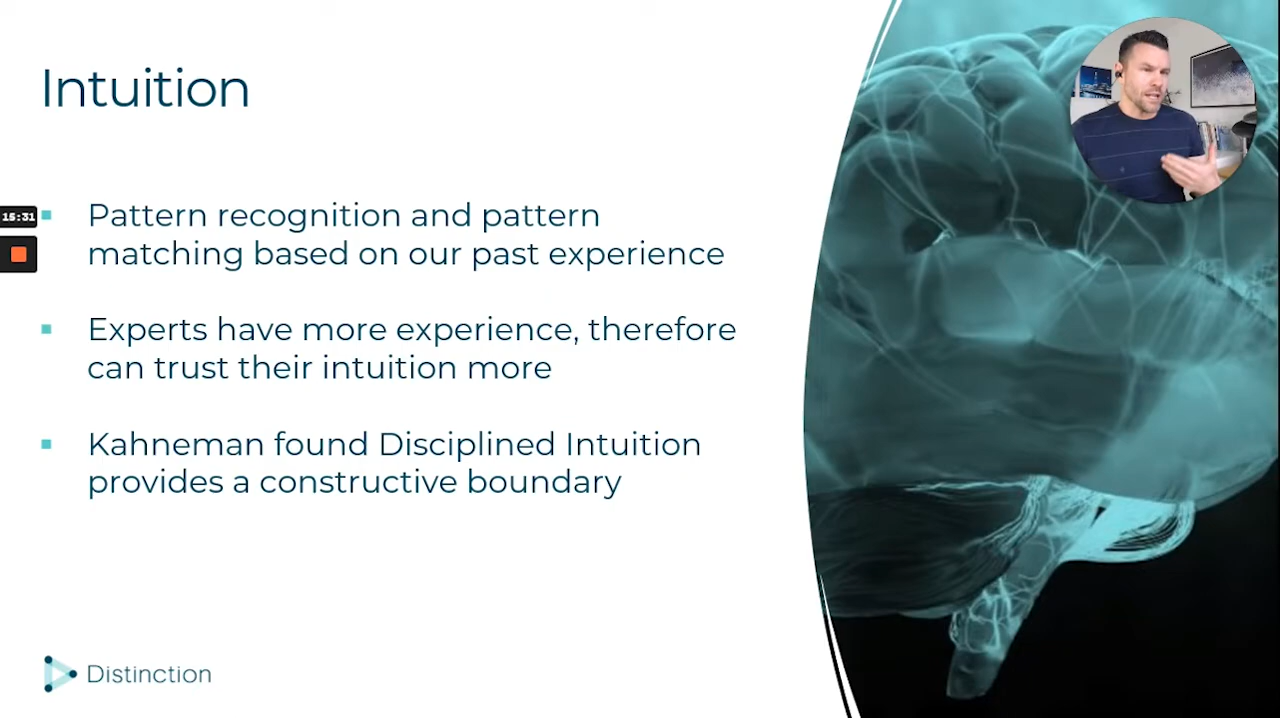 Intuition
15:31
Pattern recognition and pattern
matching based on our past experience
Experts have more experience, therefore
can trust their intuition more
Kahneman found Disciplined Intuition
provides a constructive boundary
Distinction